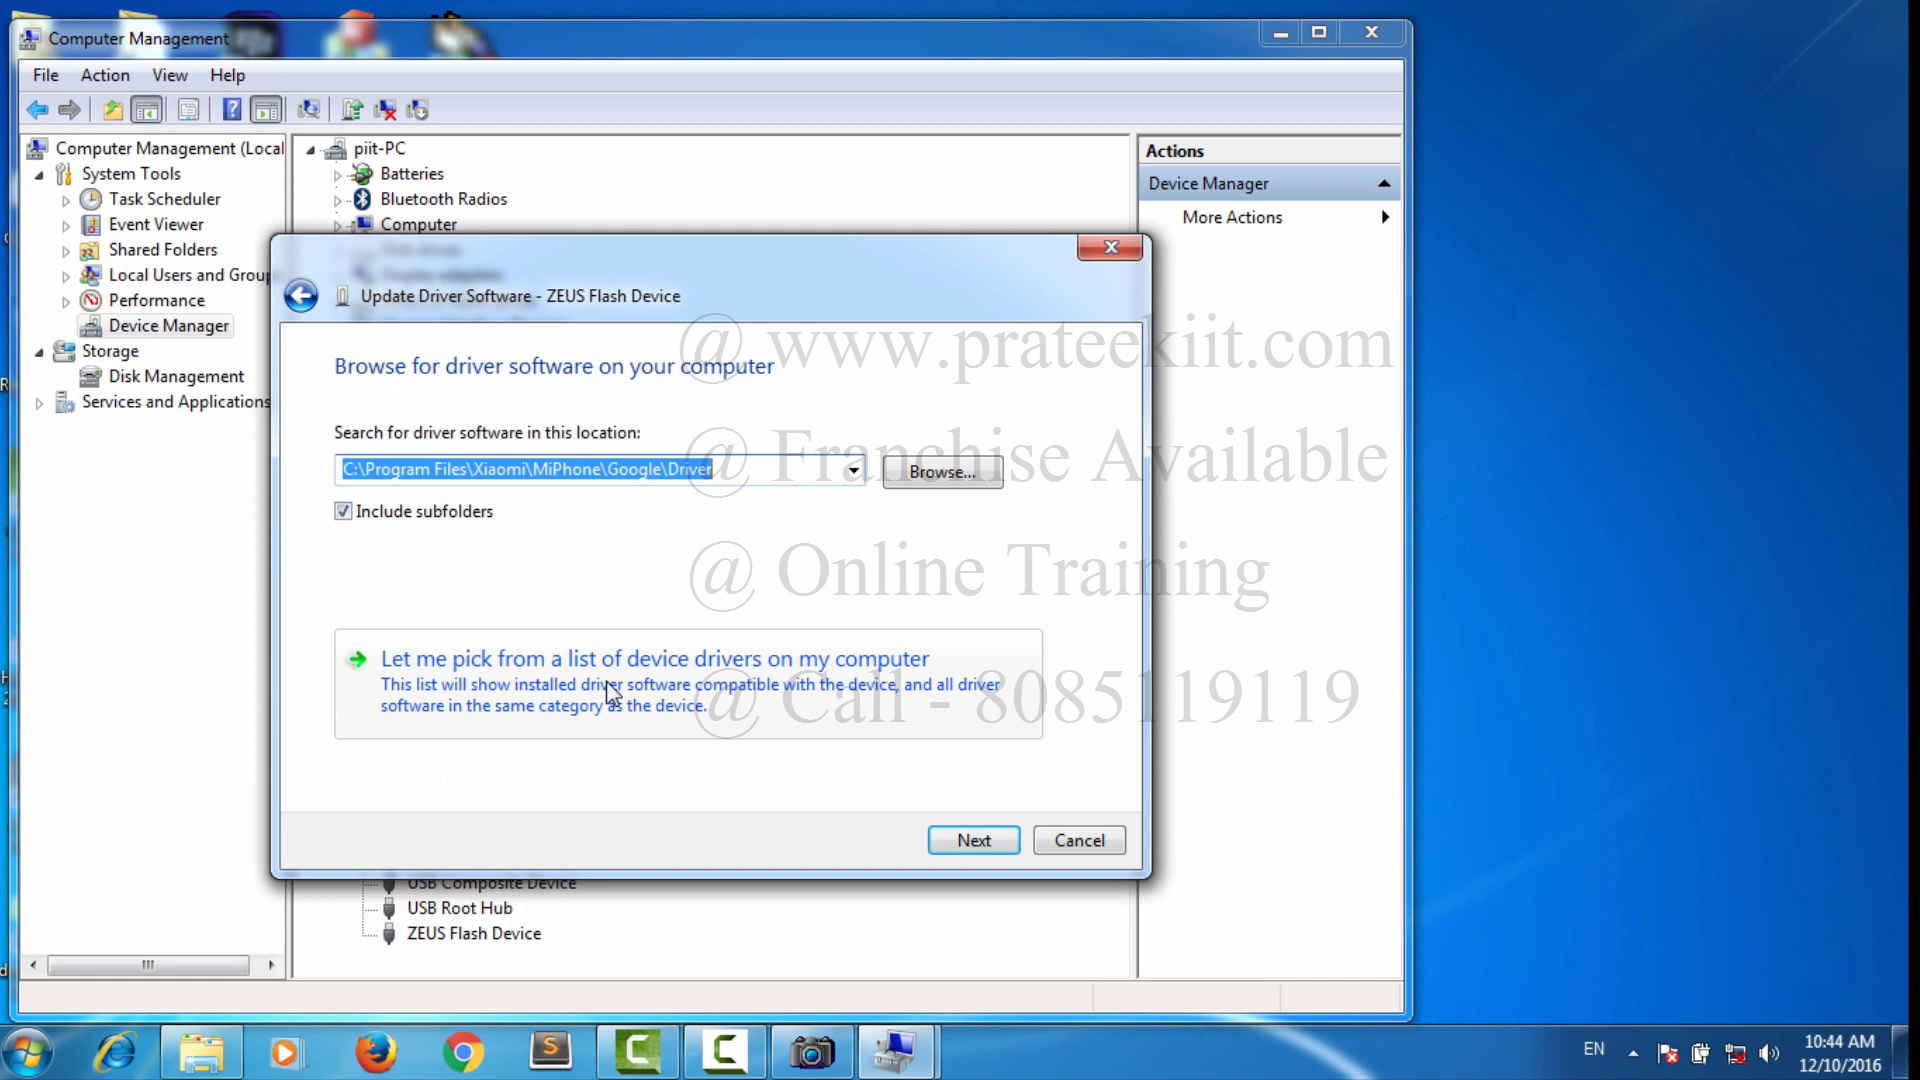 Computer Management
File Action View Help
Computer Management (Local
System Tools
Task Scheduler
Event Viewer
Shared Folders
Local Users and Group
Performance
Device Manager
Storage
Disk Management
Services and Applications
piit-PC
Batteries
Bluetooth Radios
Computer
Disk drives
Display adapters
Actions
Device Manager
More Actions
Update Driver Software - ZEUS Flash Device
Browse for driver software on your computer
Search for driver software in this location:
C:\Program Files\Xiaomi\MiPhone\Google\Driver
Browse...
Include subfolders
Let me pick from a list of device drivers on my computer
This list will show installed driver software compatible with the device, and all driver
software in the same category as the device.
Next Cancel
@ www.prateekiit.com
@ Franchise Available
@ Online Training
@ Call - 8085119119
USB Composite Device
USB Root Hub
ZEUS Flash Device
EN
10:44 AM
12/10/2016